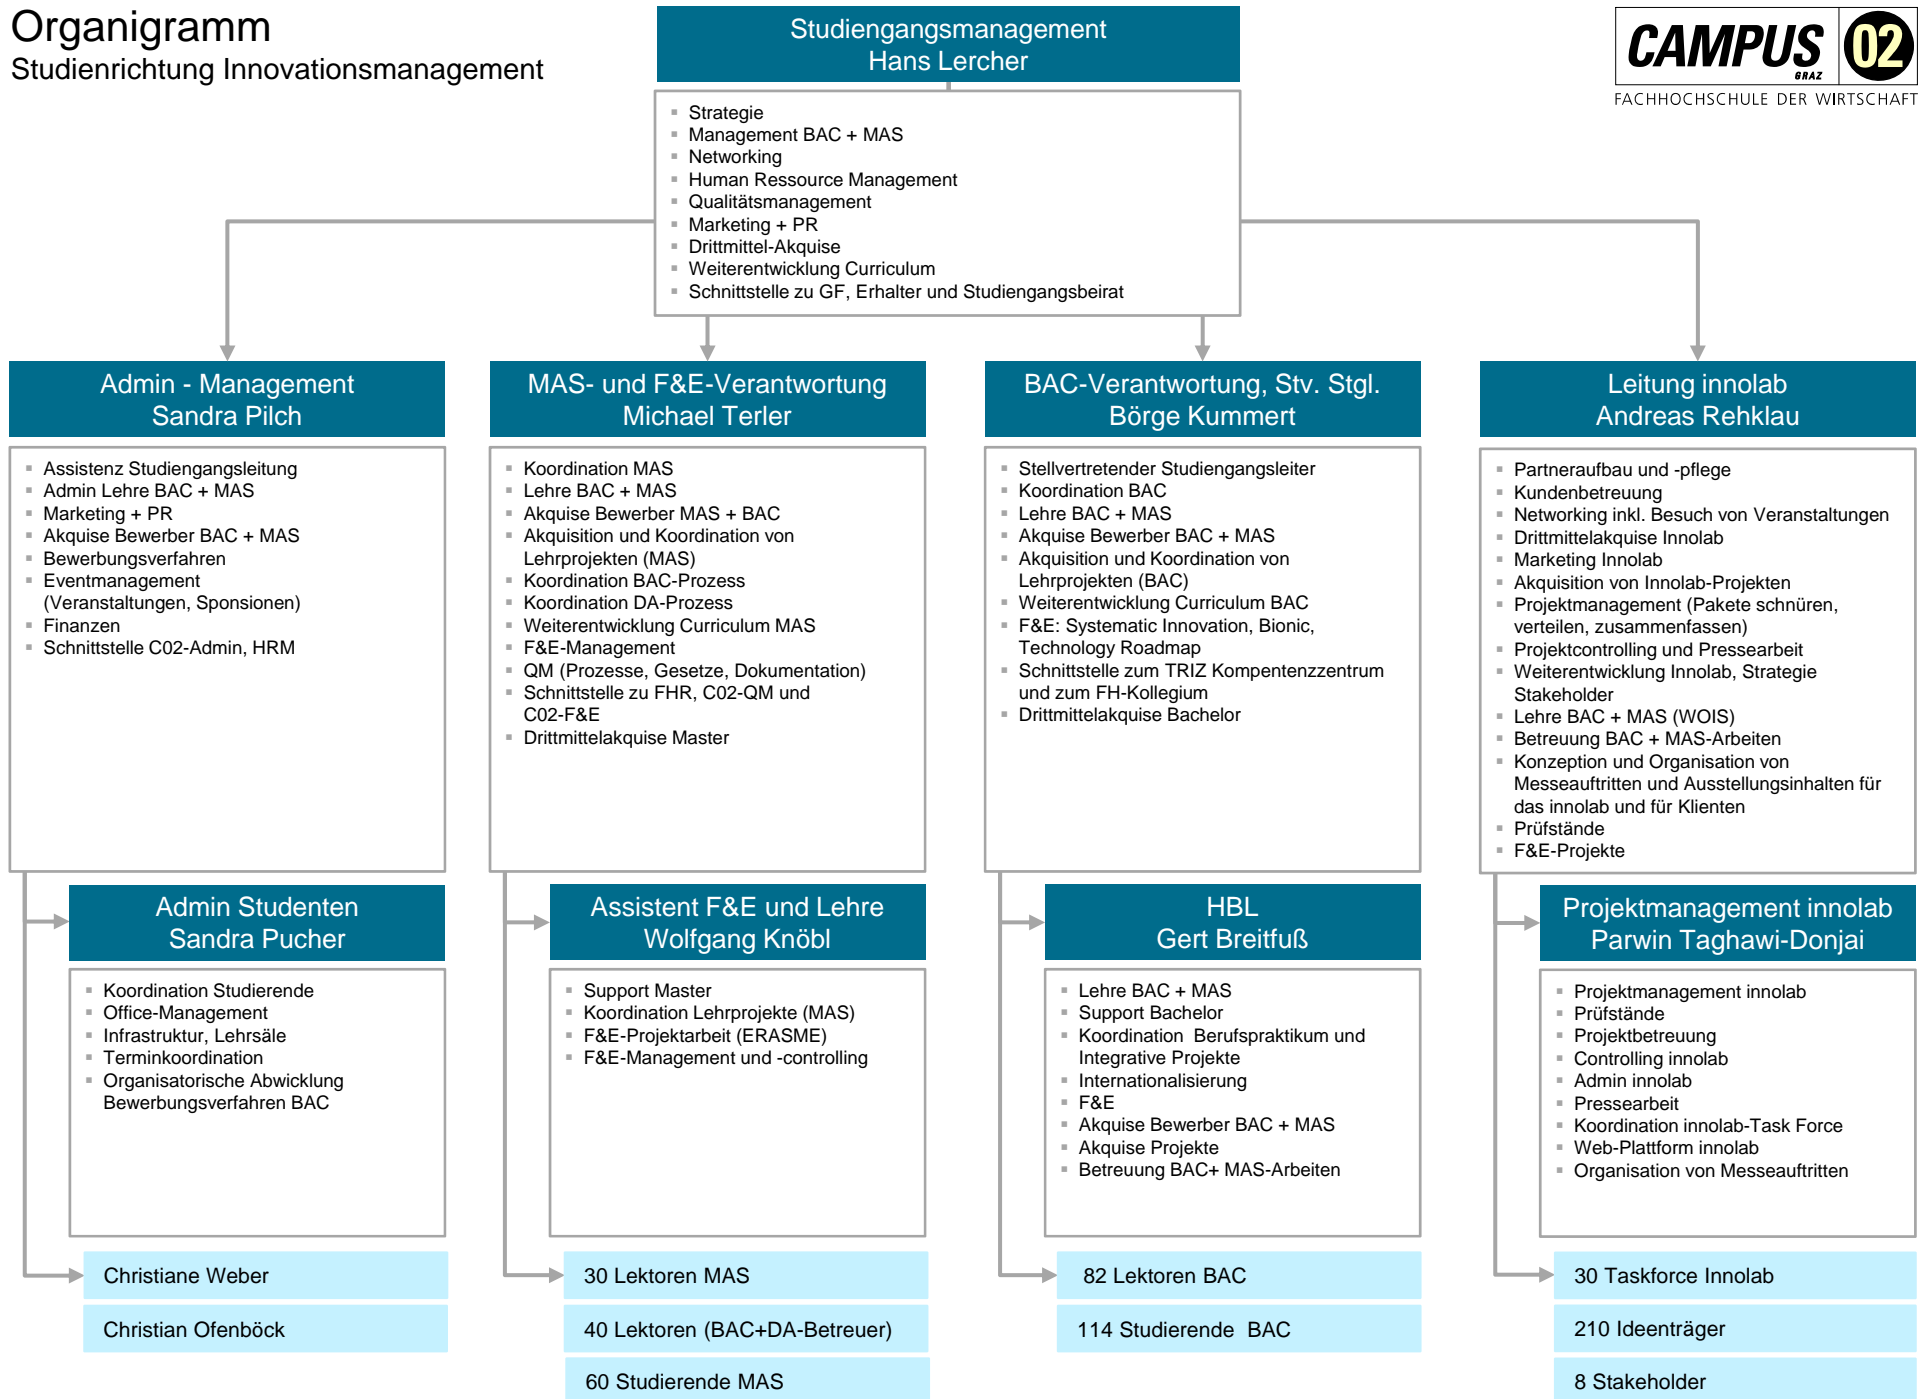 Organigramm
Studienrichtung Innovationsmanagement
Studiengangsmanagement
Hans Lercher
CAMPUS 02
GRAZ
FACHHOCHSCHULE DER WIRTSCHAFT
Strategie
Management BAC + MAS
Networking
Human Ressource Management
Qualitätsmanagement
Marketing + PR
Drittmittel-Akquise
Weiterentwicklung Curriculum
Schnittstelle zu GF, Erhalter und Studiengangsbeirat
Admin - Management
Sandra Pilch
Assistenz Studiengangsleitung
Admin Lehre BAC + MAS
Marketing + PR
Akquise Bewerber BAC + MAS
Bewerbungsverfahren
Eventmanagement
(Veranstaltungen, Sponsionen)
Finanzen
Schnittstelle C02-Admin, HRM
Admin Studenten
Sandra Pucher
Koordination Studierende
Office-Management
Infrastruktur, Lehrsäle
Terminkoordination
Organisatorische Abwicklung
Bewerbungsverfahren BAC
Christiane Weber
Christian Ofenböck
MAS- und F&E-Verantwortung
Michael Terler
Koordination MAS
Lehre BAC + MAS
Akquise Bewerber MAS + BAC
Akquisition und Koordination von
Lehrprojekten (MAS)
Koordination BAC-Prozess
Koordination DA-Prozess
Weiterentwicklung Curriculum MAS
F&E-Management
QM (Prozesse, Gesetze, Dokumentation)
Schnittstelle zu FHR, C02-QM und
C02-F&E
Drittmittelakquise Master
Assistent F&E und Lehre
Wolfgang Knöbl
Support Master
Koordination Lehrprojekte (MAS)
F&E-Projektarbeit (ERASME)
F&E-Management und -controlling
30 Lektoren MAS
40 Lektoren (BAC+DA-Betreuer)
60 Studierende MAS
BAC-Verantwortung, Stv. Stgl.
Börge Kummert
Stellvertretender Studiengangsleiter
Koordination BAC
Lehre BAC + MAS
Akquise Bewerber BAC + MAS
Akquisition und Koordination von
Lehrprojekten (BAC)
Weiterentwicklung Curriculum BAC
F&E: Systematic Innovation, Bionic,
Technology Roadmap
Schnittstelle zum TRIZ Kompentenzzentrum
und zum FH-Kollegium
Drittmittelakquise Bachelor
HBL
Gert Breitfuß
Lehre BAC + MAS
Support Bachelor
Koordination Berufspraktikum und
Integrative Projekte
Internationalisierung
F&E
Akquise Bewerber BAC + MAS
Akquise Projekte
Betreuung BAC+ MAS-Arbeiten
82 Lektoren BAC
114 Studierende BAC
Leitung innolab
Andreas Rehklau
Partneraufbau und -pflege
Kundenbetreuung
Networking inkl. Besuch von Veranstaltungen
Drittmittelakquise Innolab
Marketing Innolab
Akquisition von Innolab-Projekten
Projektmanagement (Pakete schnüren,
verteilen, zusammenfassen)
Projektcontrolling und Pressearbeit
Weiterentwicklung Innolab, Strategie
Stakeholder
Lehre BAC + MAS (WOIS)
Betreuung BAC + MAS-Arbeiten
Konzeption und Organisation von
Messeauftritten und Ausstellungsinhalten für
das innolab und für Klienten
Prüfstände
F&E-Projekte
Projektmanagement innolab
Parwin Taghawi-Donjai
Projektmanagement innolab
Prüfstände
Projektbetreuung
Controlling innolab
Admin innolab
Pressearbeit
Koordination innolab-Task Force
Web-Plattform innolab
Organisation von Messeauftritten
30 Taskforce Innolab
210 Ideenträger
8 Stakeholder